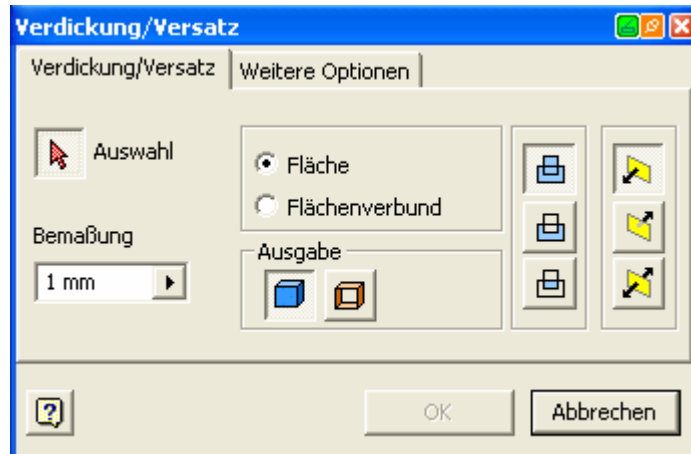 Verdickung/Versatz
Verdickung/Versatz
Weitere Optionen
Auswahl
Fläche
Flächenverbund
Bemaßung
1 mm
Ausgabe
?
OK
Abbrechen